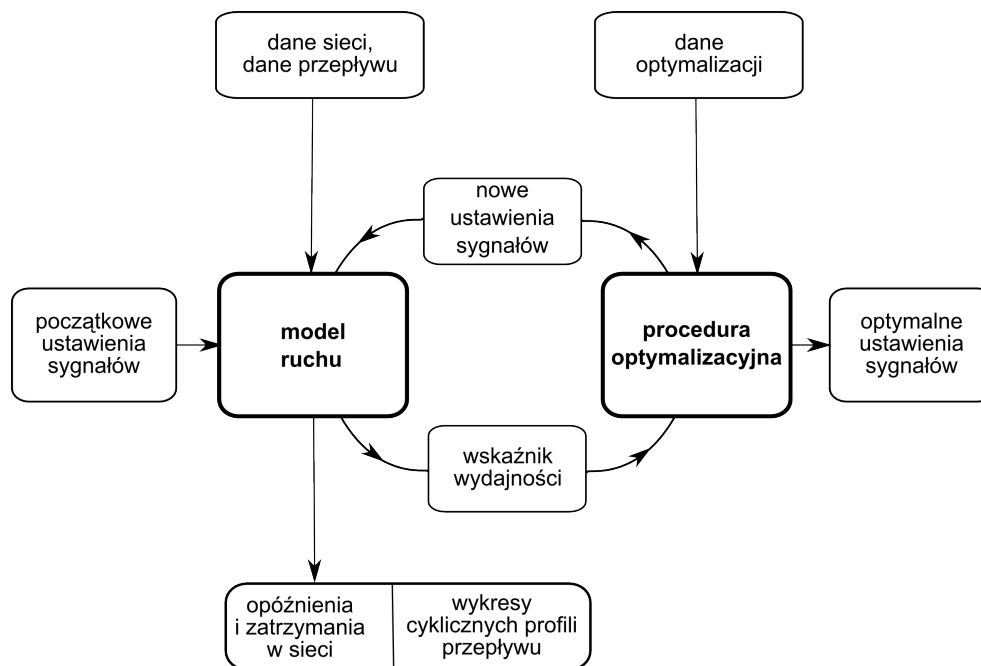 dane sieci,
dane przepływu
dane
optymalizacji
nowe
ustawienia
sygnałów
początkowe
ustawienia
sygnałów
model
ruchu
procedura
optymalizacyjna
optymalne
ustawienia
sygnałów
wskaźnik
wydajności
opóźnienia
i zatrzymania
w sieci
wykresy
cyklicznych profili
przepływu